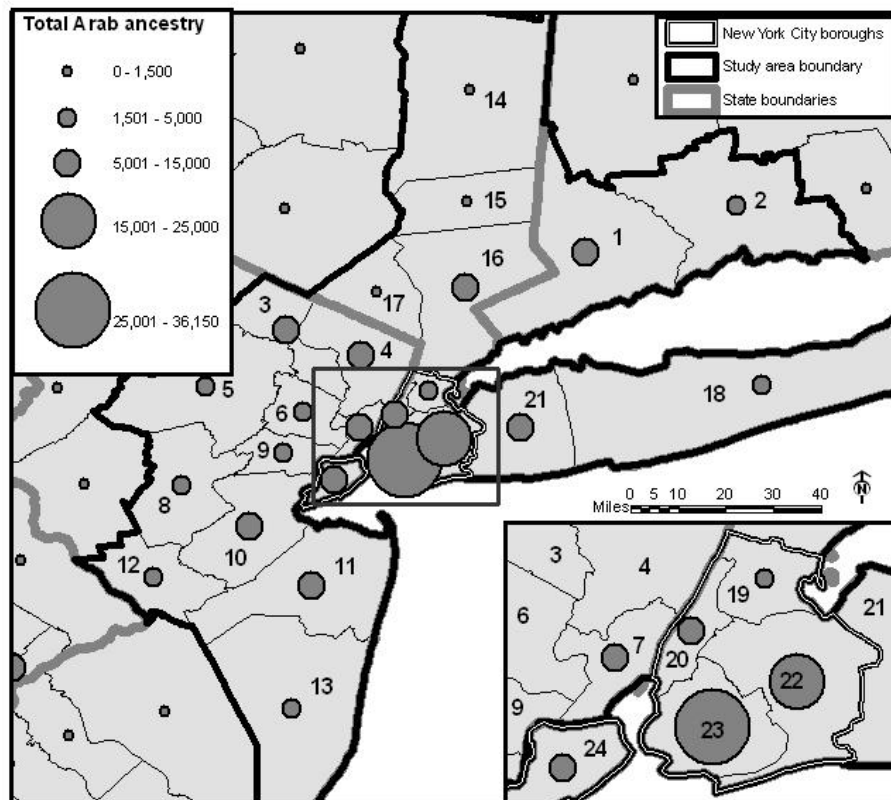 Total Arab ancestry
0 - 1,500
1,501 - 5,000
5,001 - 15,000
15,001 - 25,000
25,001 - 36,150
New York City boroughs
Study area boundary
State boundaries
14
2
15
1
16
17
3
4
5
6
21
18
9
8
10
12
11
13
N
Miles 0 5 10 20 30 40
3
4
19
21
6
7
20
22
9
23
24